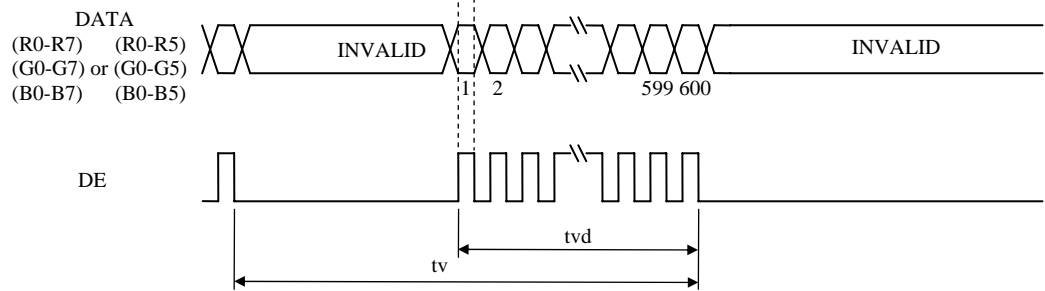 DATA
(R0-R7) (R0-R5)
(G0-G7) or (G0-G5)
(B0-B7) (B0-B5)
INVALID
INVALID
1 2 599 600
DE
tvd
tv